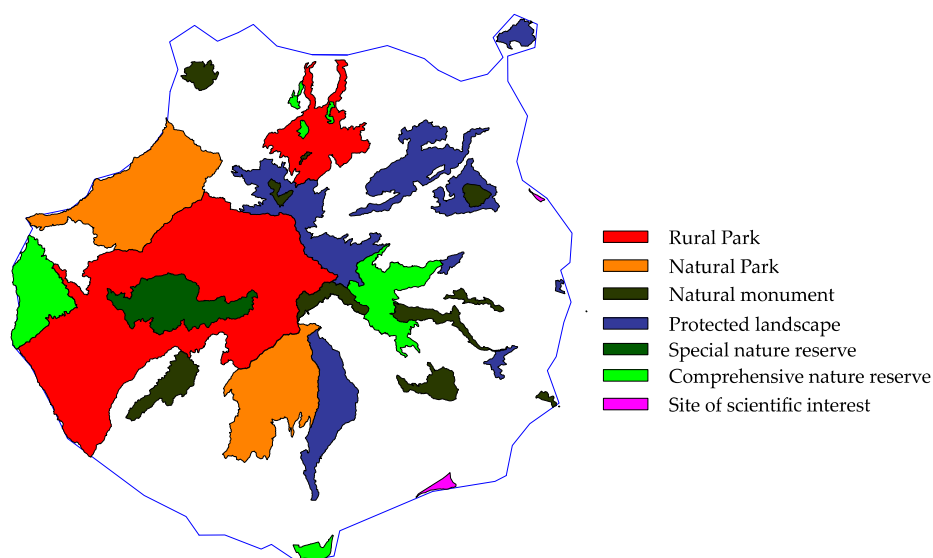 Rural Park
Natural Park
Natural monument
Protected landscape
Special nature reserve
Comprehensive nature reserve
Site of scientific interest